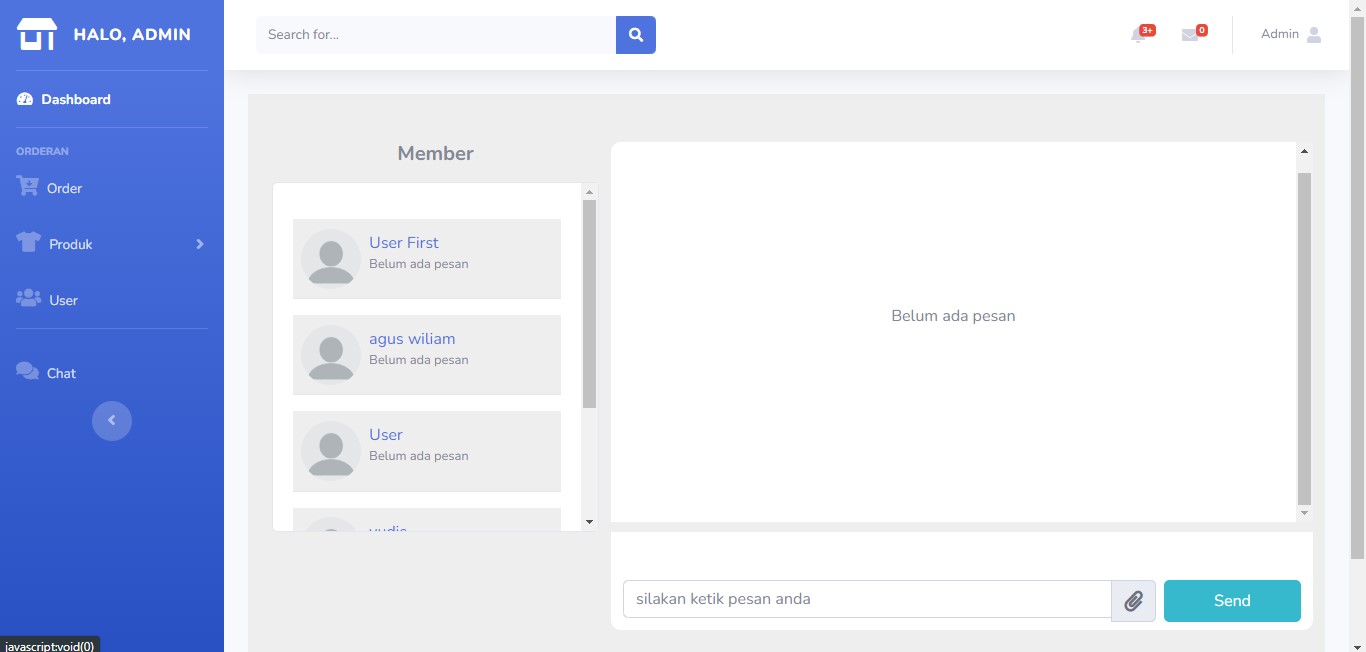 HALO, ADMIN
Dashboard
ORDERAN
Order
Produk
User
Chat
Search for...
3+
0
Admin
Member
User First
Belum ada pesan
agus wiliam
Belum ada pesan
User
Belum ada pesan
Belum ada pesan
silakan ketik pesan anda
Send
javascript:void(0)